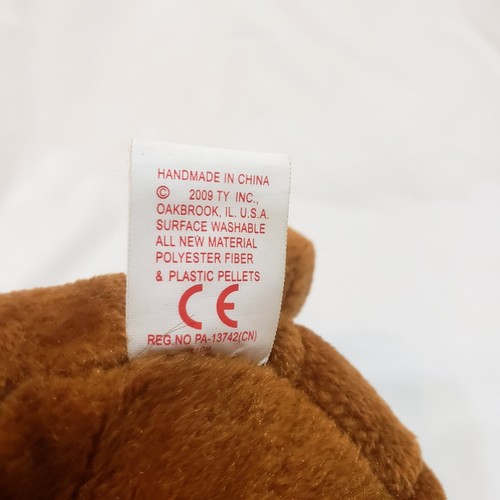 HANDMADE IN CHINA
© 2009 TY INC.,
OAKBROOK, IL. U.S.A.
SURFACE WASHABLE
ALL NEW MATERIAL
POLYESTER FIBER
& PLASTIC PELLETS
CE
REG.NO PA-13742(CN)